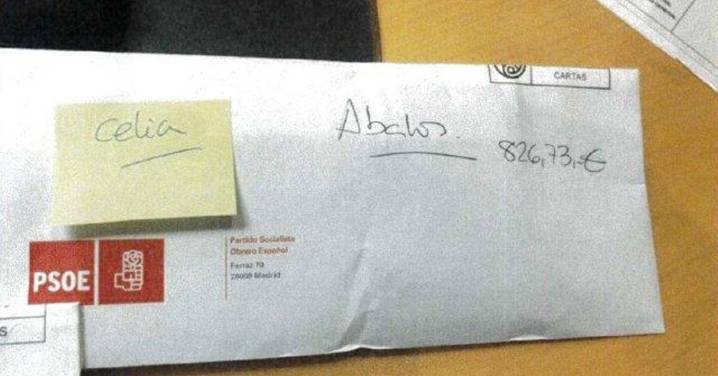 CARTAS
Celia
Abalos.
826,73.-€
PSOE
Partido Socialista
Obrero Español
Ferraz 70
28008 Madrid
S